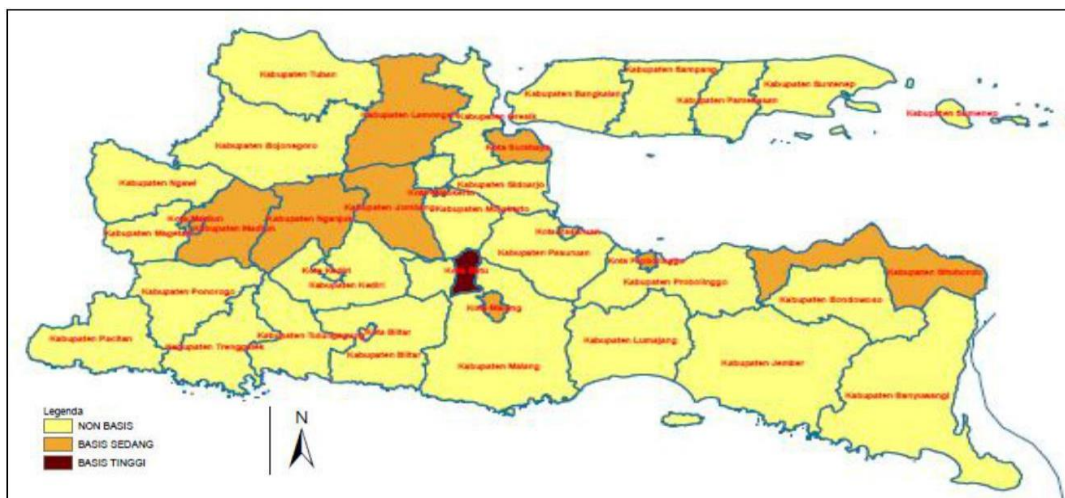 Kabupaten Tuban
Kabupaten Bangkalan
Kabupaten Sampang
Kabupaten Pamekasan
Kabupaten Sumenep
Kabupaten Sumenep
Kabupaten Lamongan
Kabupaten Gresik
Kabupaten Bojonegoro
Kota Surabaya
Kabupaten Ngawi
Kabupaten Sidoarjo
Kota Madiun
Kabupaten Madiun
Kabupaten Magetan
Kabupaten Nganjuk
Kabupaten Jombang
Kabupaten Mojokerto
Kota Pasuruan
Kabupaten Pasuruan
Kota Probolinggo
Kabupaten Probolinggo
Kabupaten Situbondo
Kota Kediri
Kabupaten Kediri
Kota Batu
Kabupaten Bondowoso
Kabupaten Ponorogo
Kota Malang
Kabupaten Pacitan
Kabupaten Trenggalek
Kabupaten Tulungagung
Kota Blitar
Kabupaten Blitar
Kabupaten Malang
Kabupaten Lumajang
Kabupaten Jember
Kabupaten Banyuwangi
Legenda
NON BASIS
BASIS SEDANG
BASIS TINGGI
N